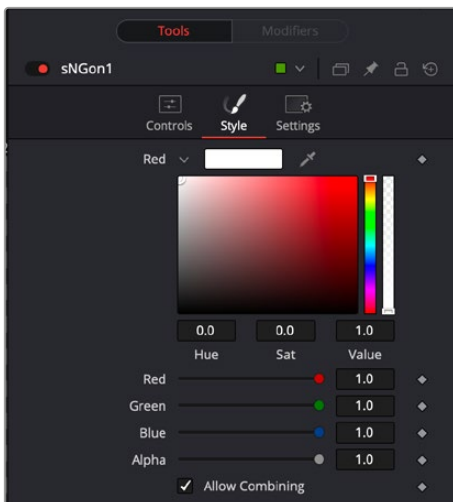 Tools Modifiers
sNGon1
Controls Style Settings
Red
0.0 0.0 1.0
Hue Sat Value
Red 1.0
Green 1.0
Blue 1.0
Alpha 1.0
Allow Combining